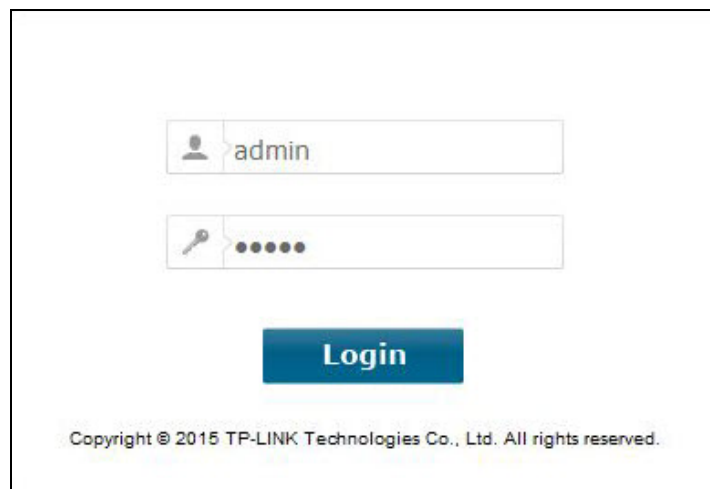 admin
•••••
Login
Copyright © 2015 TP-LINK Technologies Co., Ltd. All rights reserved.